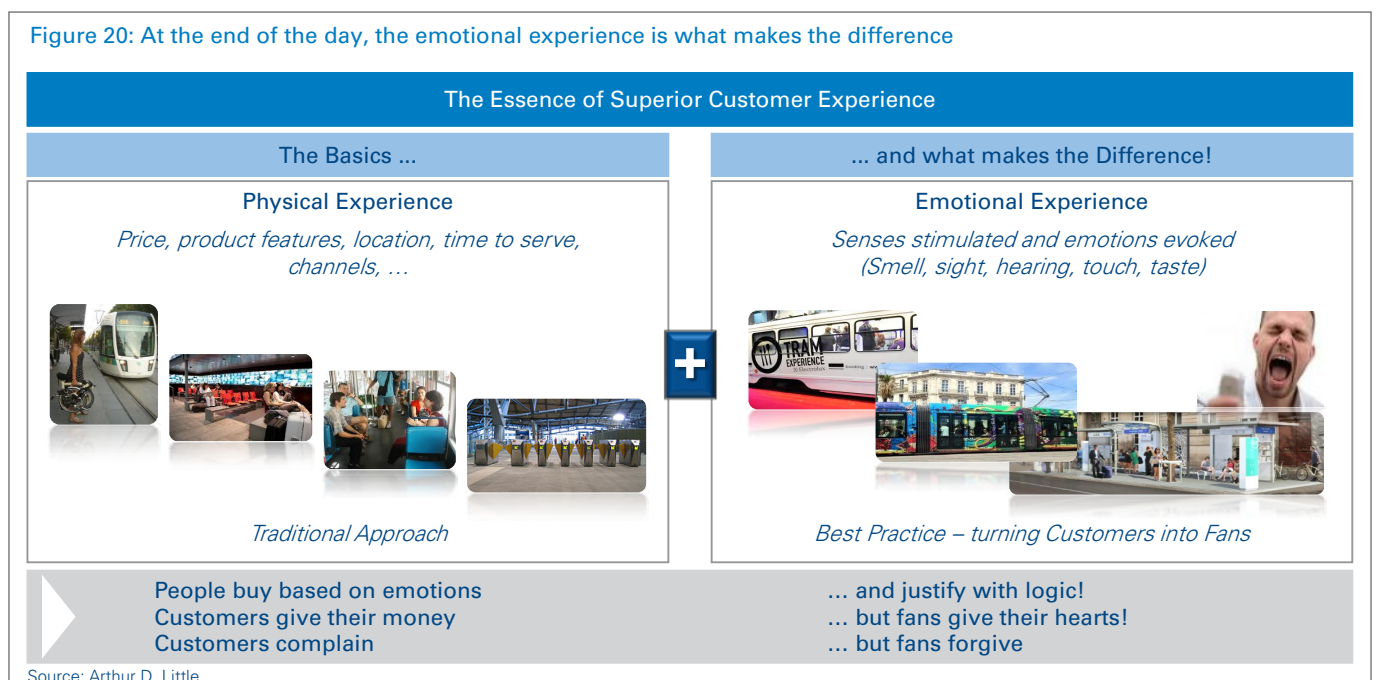 Figure 20: At the end of the day, the emotional experience is what makes the difference
The Essence of Superior Customer Experience
The Basics ...
Physical Experience
Price, product features, location, time to serve,
channels, …
Traditional Approach
+
... and what makes the Difference!
Emotional Experience
Senses stimulated and emotions evoked
(Smell, sight, hearing, touch, taste)
TRAM
EXPERIENCE
Best Practice – turning Customers into Fans
People buy based on emotions
… and justify with logic!
Customers give their money
… but fans give their hearts!
Customers complain
… but fans forgive
Source: Arthur D. Little